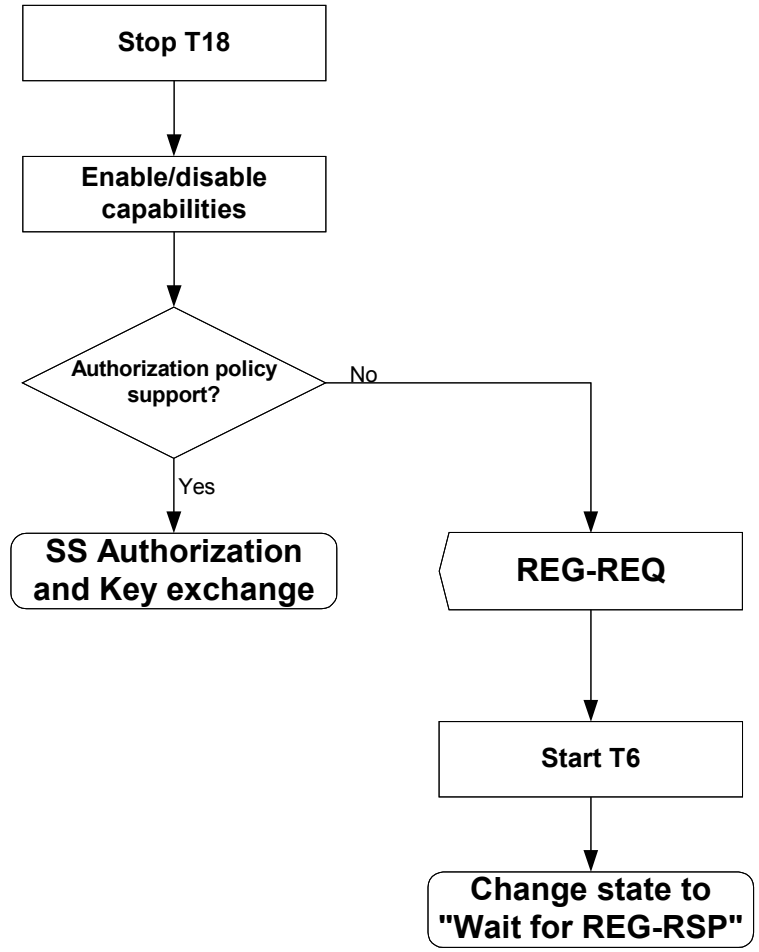 Stop T18
Enable/disable
capabilities
Authorization policy
support?
No
Yes
SS Authorization
and Key exchange
REG-REQ
Start T6
Change state to
"Wait for REG-RSP"